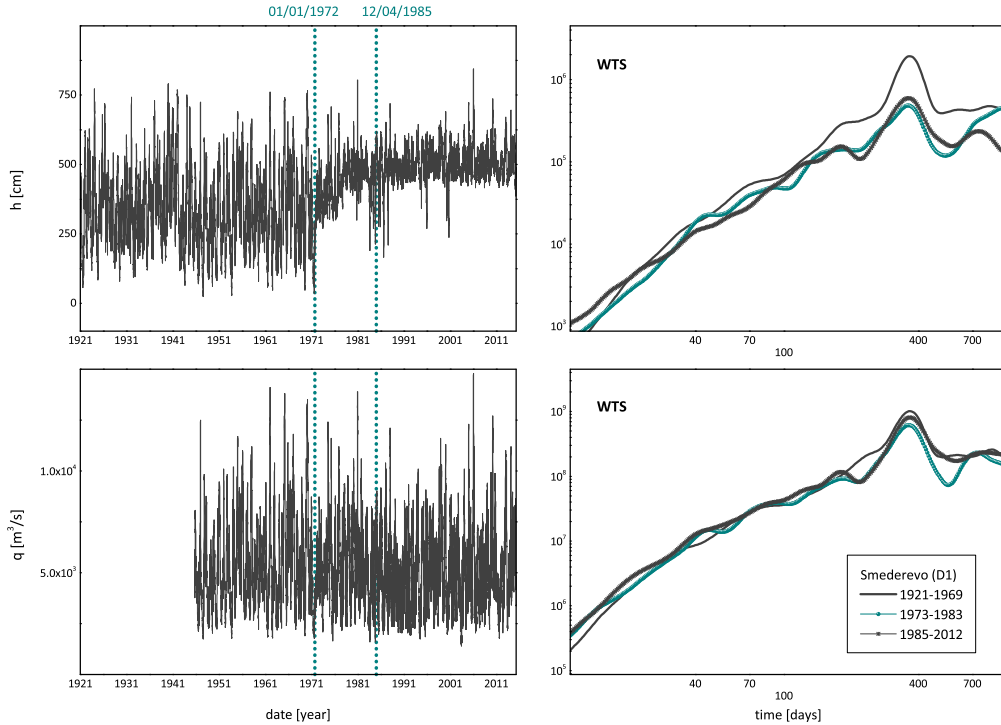 01/01/1972 12/04/1985
h [cm]
750
500
250
0
1921 1931 1941 1951 1961 1971 1981 1991 2001 2011
WTS
10⁶
10⁵
10⁴
10³
40 70 100 400 700
q [m³/s]
1.0x10⁴
5.0x10³
1921 1931 1941 1951 1961 1971 1981 1991 2001 2011
date [year]
WTS
10⁹
10⁸
10⁷
10⁶
10⁵
40 70 100 400 700
time [days]
Smederevo (D1)
1921-1969
1973-1983
1985-2012